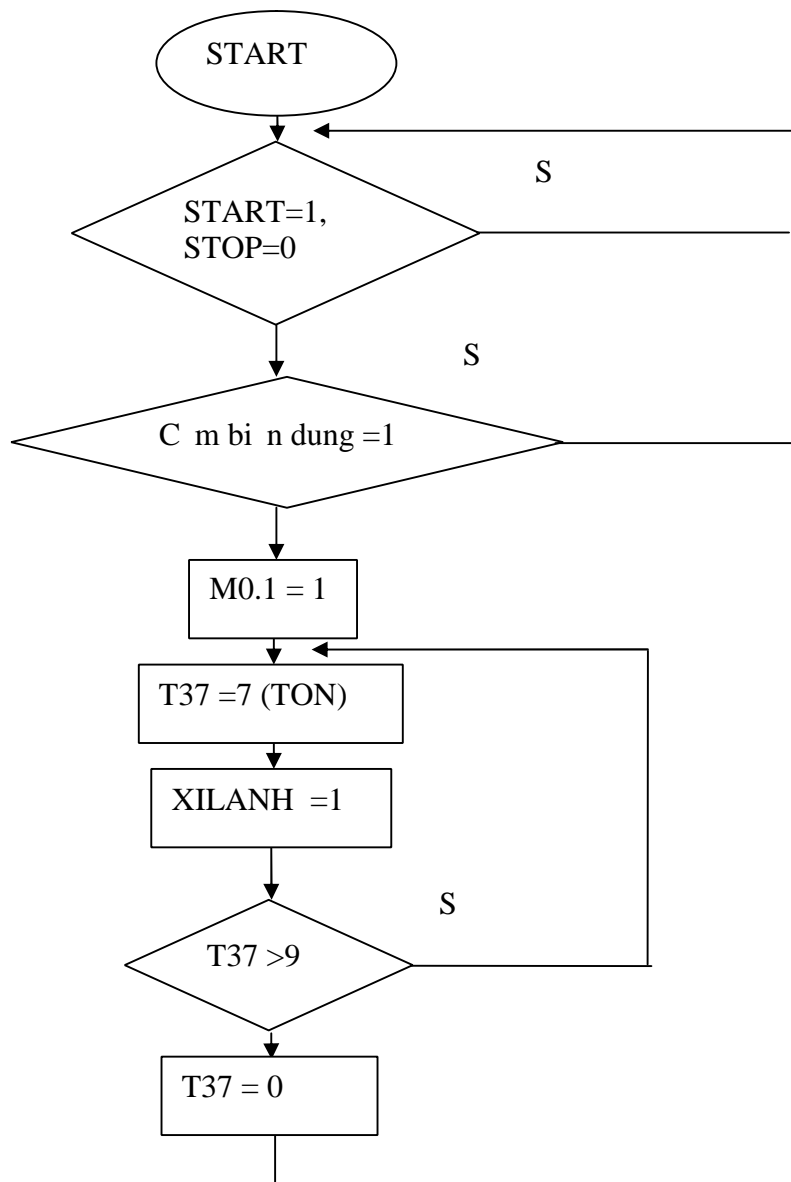 START
S
START=1,
STOP=0
S
C m bi n dung =1
M0.1 = 1
T37 =7 (TON)
XILANH =1
S
T37 >9
T37 = 0